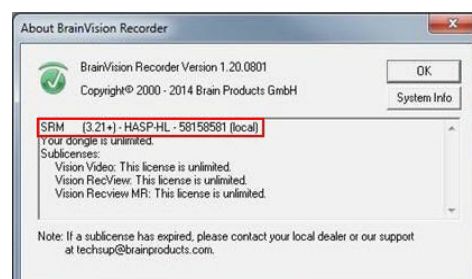 About BrainVision Recorder
BrainVision Recorder Version 1.20.0801
Copyright© 2000 - 2014 Brain Products GmbH
OK
System Info
SRM (3.21+) - HASP-HL - 58158581 (local)
Your dongle is unlimited.
Sublicenses:
Vision Video: This license is unlimited.
Vision RecView: This license is unlimited.
Vision Recview MR: This license is unlimited.
Note: If a sublicense has expired, please contact your local dealer or our support
at techsup@brainproducts.com.